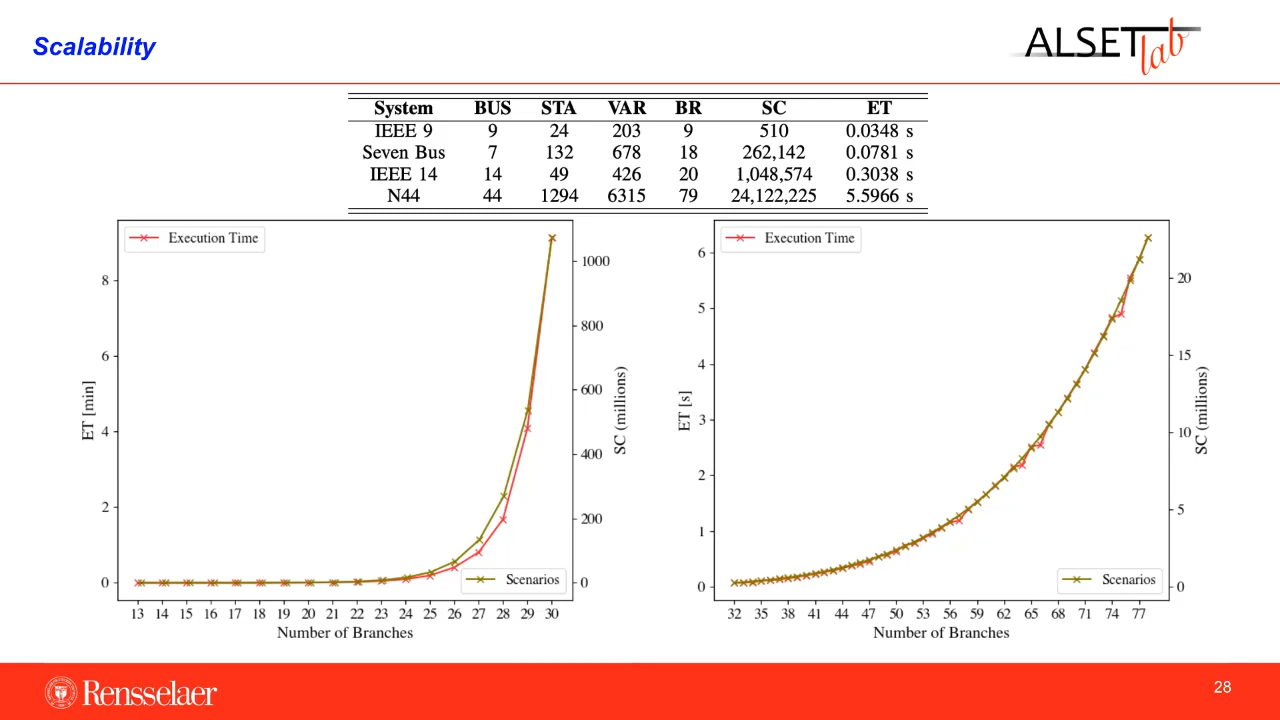 Scalability
ALSET lab
System BUS STA VAR BR SC ET
IEEE 9 9 24 203 9 510 0.0348 s
Seven Bus 7 132 678 18 262,142 0.0781 s
IEEE 14 14 49 426 20 1,048,574 0.3038 s
N44 44 1294 6315 79 24,122,225 5.5966 s
Execution Time
8
6
4
2
0
ET [min]
1000
800
600
400
200
0
SC (millions)
Scenarios
13 14 15 16 17 18 19 20 21 22 23 24 25 26 27 28 29 30
Number of Branches
Execution Time
6
5
4
3
2
1
0
ET [s]
20
15
10
5
0
SC (millions)
Scenarios
32 35 38 41 44 47 50 53 56 59 62 65 68 71 74 77
Number of Branches
Rensselaer
28